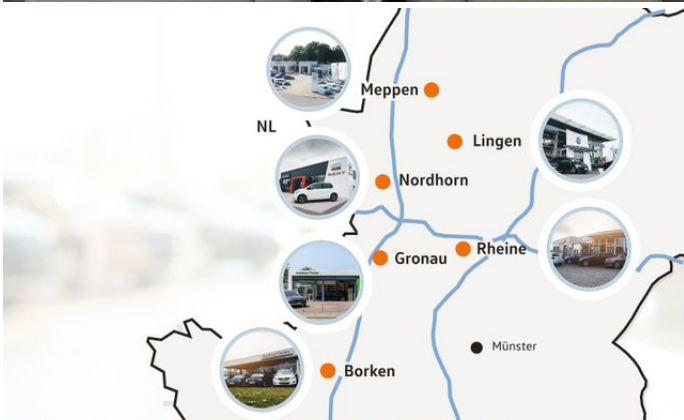 Meppen
NL
Lingen
Nordhorn
Rheine
Gronau
Münster
Borken